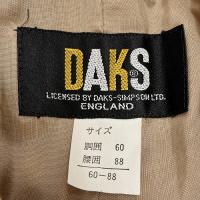 DAKS®
LICENSED BY DAKS-SIMPSON LTD.
ENGLAND
サイズ
胴囲 60
腰囲 88
60-88